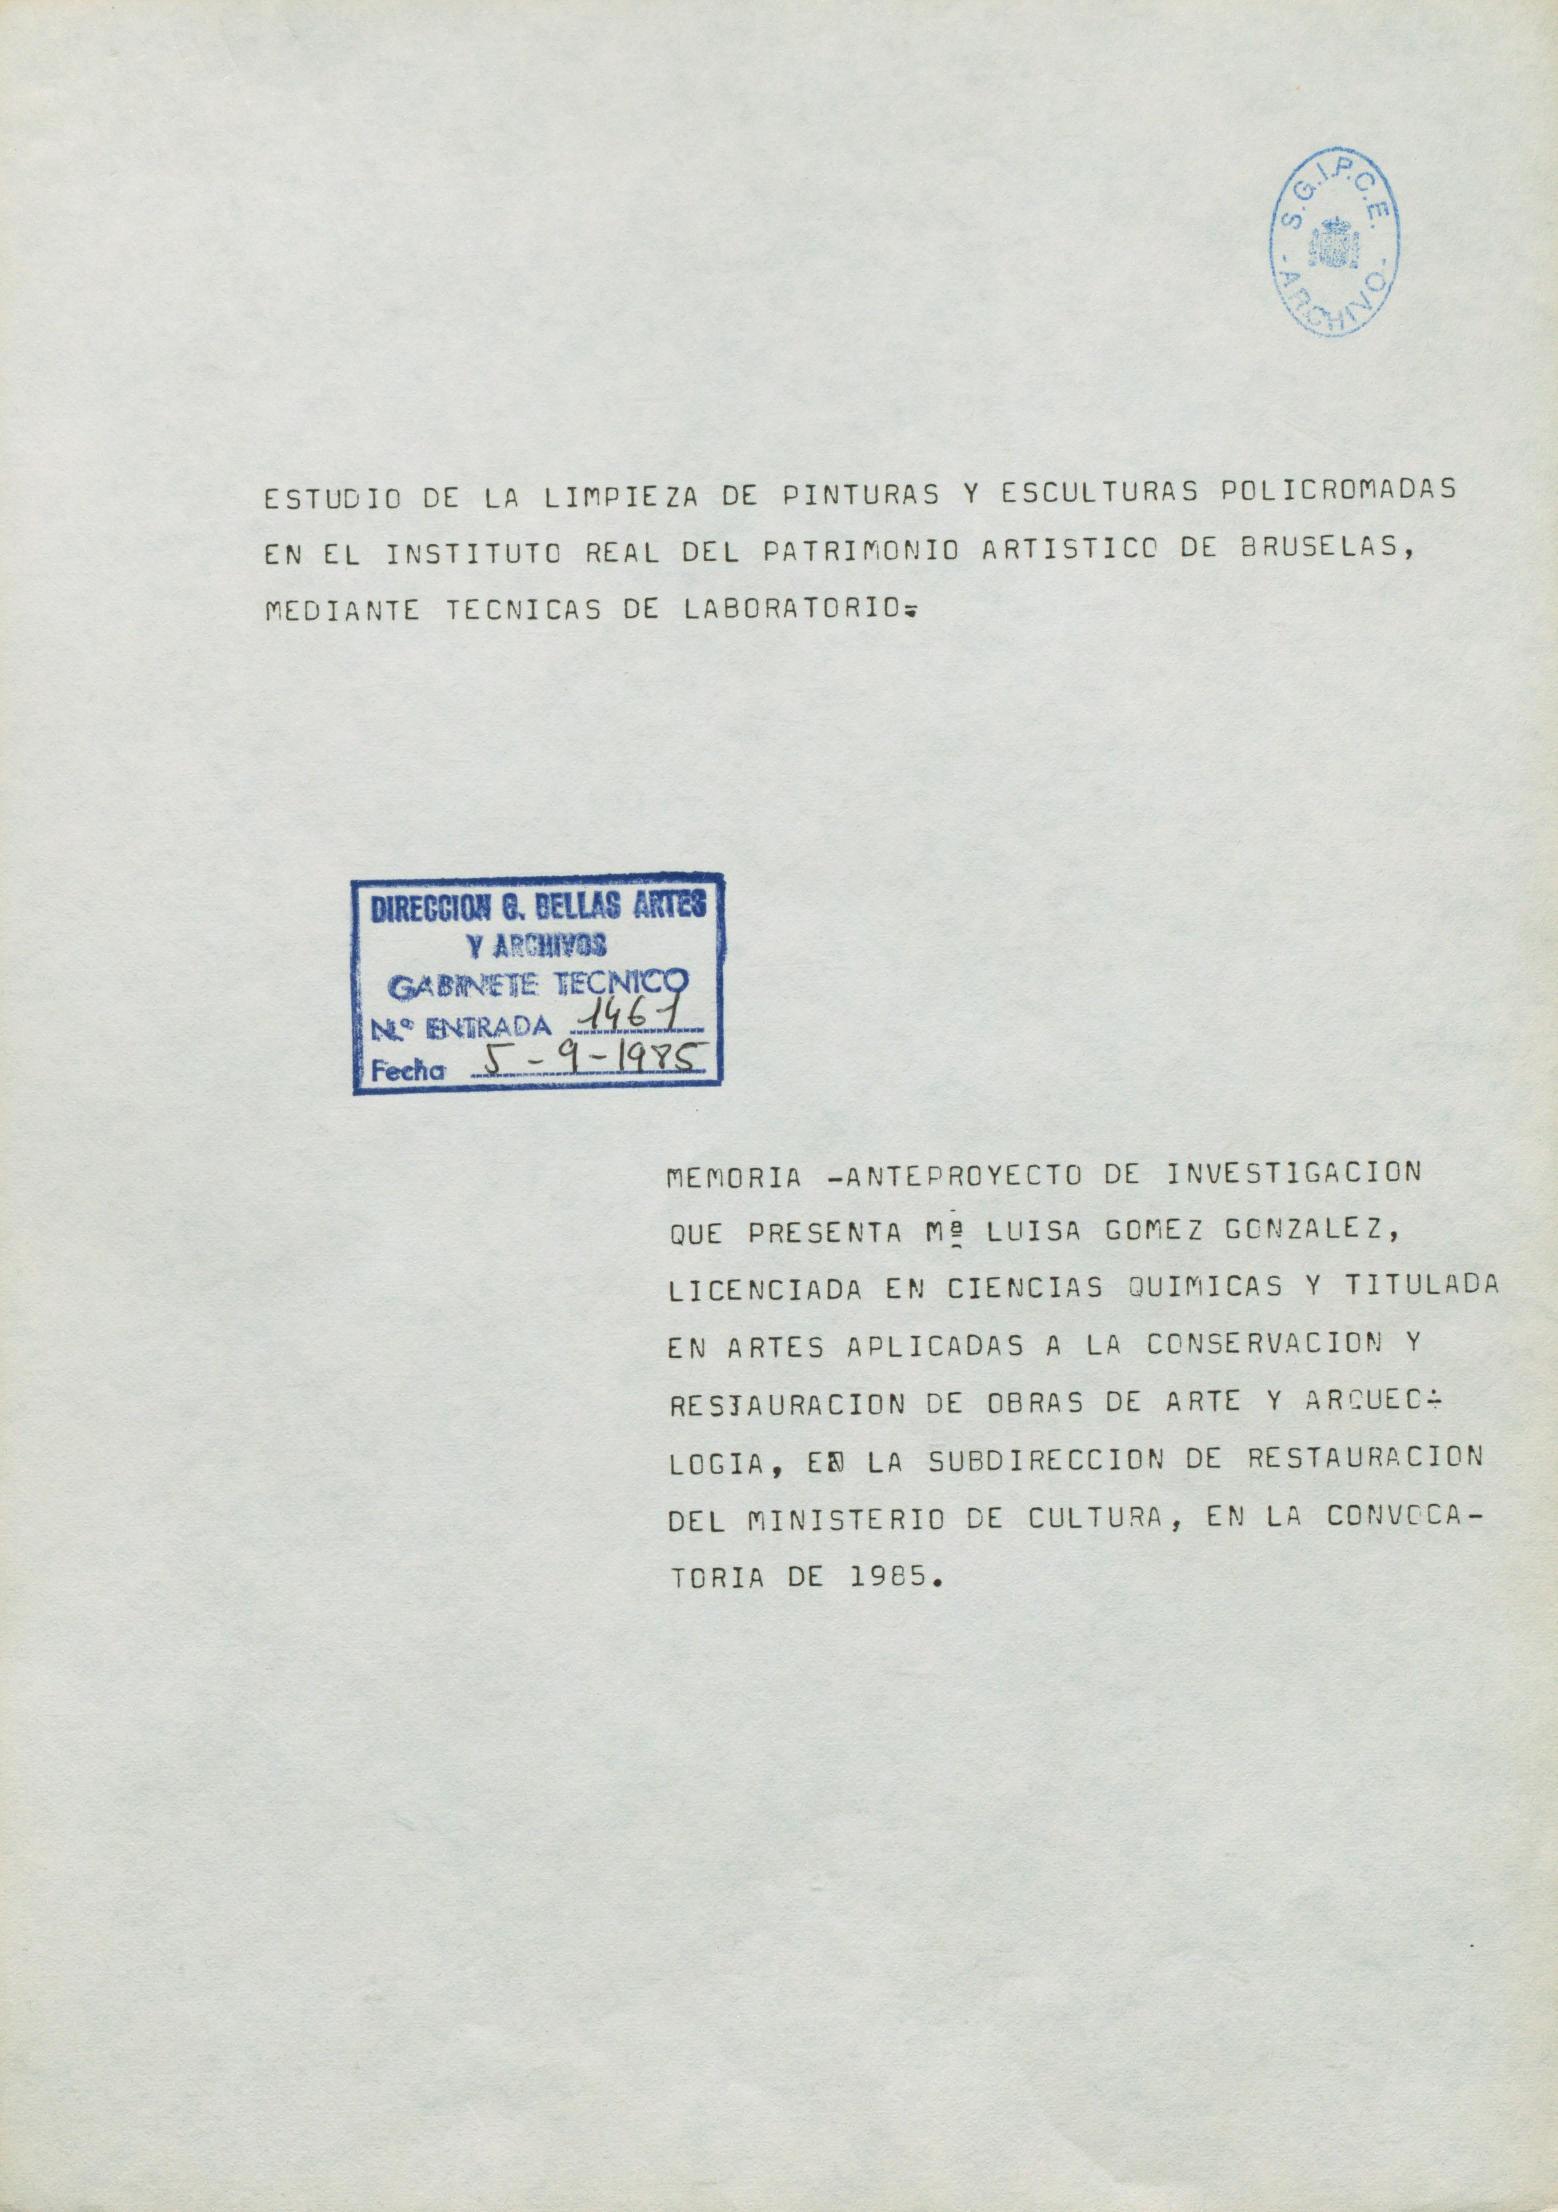 S.G.I.P.C.E.
- ARCHIVO -
ESTUDIO DE LA LIMPIEZA DE PINTURAS Y ESCULTURAS POLICROMADAS
EN EL INSTITUTO REAL DEL PATRIMONIO ARTISTICO DE BRUSELAS,
MEDIANTE TECNICAS DE LABORATORIO.
DIRECCION G. BELLAS ARTES
Y ARCHIVOS
GABINETE TECNICO
N.º ENTRADA 1461
Fecha 5-9-1985
MEMORIA -ANTEPROYECTO DE INVESTIGACION
QUE PRESENTA Mª LUISA GOMEZ GONZALEZ,
LICENCIADA EN CIENCIAS QUIMICAS Y TITULADA
EN ARTES APLICADAS A LA CONSERVACION Y
RESTAURACION DE OBRAS DE ARTE Y ARQUEO-
LOGIA, EN LA SUBDIRECCION DE RESTAURACION
DEL MINISTERIO DE CULTURA, EN LA CONVOCA-
TORIA DE 1985.